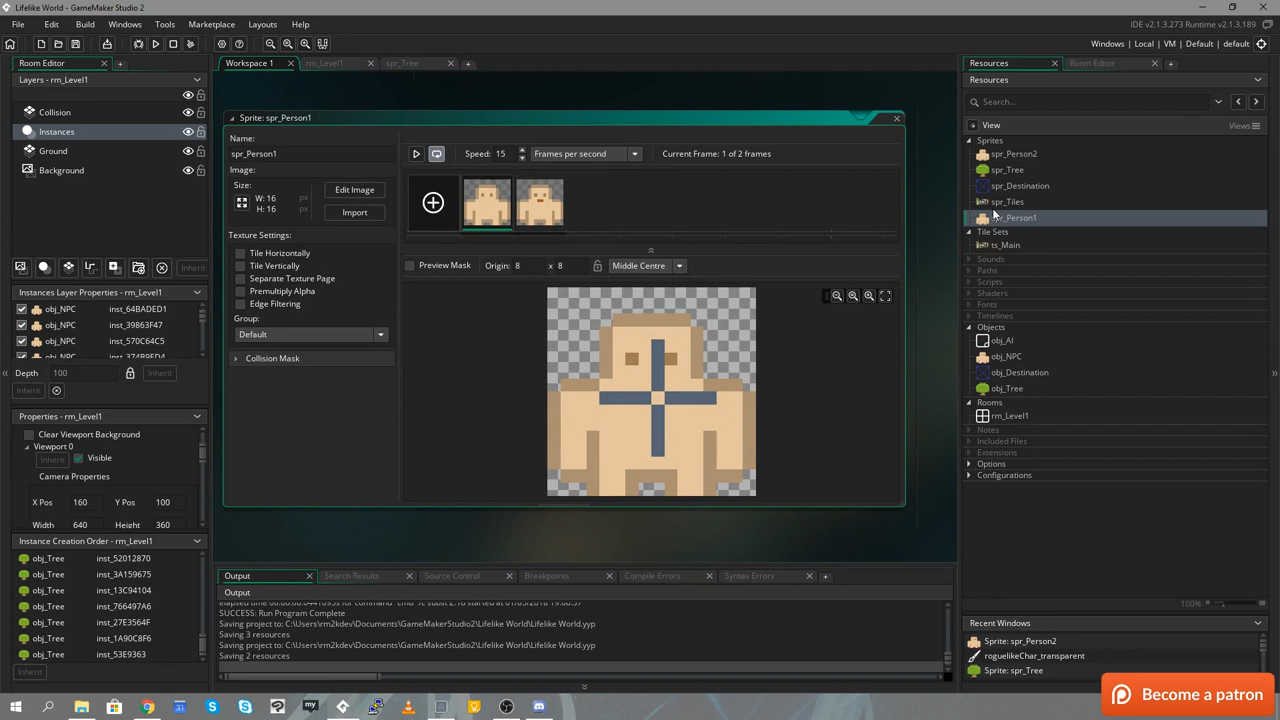 Lifelike World - GameMaker Studio 2
File Edit Build Windows Tools Marketplace Layouts Help
IDE v2.1.3.273 Runtime v2.1.3.189
Windows | Local | VM | Default | default
Room Editor
Workspace 1 rm_Level1 spr_Tree
Resources Room Editor
Layers: rm_Level1
Collision
Instances
Ground
Background
Inherit
Instances Layer Properties - rm_Level1
obj_NPC inst_64BADED1
obj_NPC inst_39863F47
obj_NPC inst_570C64C5
obj_NPC inst_374B9ED4
Depth 100 Inherit
Inherit
Properties - rm_Level1
Clear Viewport Background
Viewport 0
Inherit Visible
Camera Properties
X Pos 160 Y Pos 100
Width 640 Height 360
Instance Creation Order - rm_Level1
obj_Tree inst_52012870
obj_Tree inst_3A159675
obj_Tree inst_13C94104
obj_Tree inst_766497A6
obj_Tree inst_27E3564F
obj_Tree inst_1A90C8F6
obj_Tree inst_53E9363
Inherit
Sprite: spr_Person1
Name:
spr_Person1
Image:
Size:
W: 16 px
H: 16 px
Edit Image
Import
Texture Settings:
Tile Horizontally
Tile Vertically
Separate Texture Page
Premultiply Alpha
Edge Filtering
Group:
Default
Collision Mask
Speed: 15 Frames per second Current Frame: 1 of 2 frames
Preview Mask Origin: 8 x 8 Middle Centre
Output Search Results Source Control Breakpoints Compile Errors Syntax Errors
Output
SUCCESS: Run Program Complete
Saving project to: C:\Users\rm2kdev\Documents\GameMakerStudio2\Lifelike World\Lifelike World.yyp
Saving 3 resources
Saving project to: C:\Users\rm2kdev\Documents\GameMakerStudio2\Lifelike World\Lifelike World.yyp
Saving 2 resources
Resources
Search...
View Views
Sprites
spr_Person2
spr_Tree
spr_Destination
spr_Tiles
spr_Person1
Tile Sets
ts_Main
Sounds
Paths
Scripts
Shaders
Fonts
Timelines
Objects
obj_AI
obj_NPC
obj_Destination
obj_Tree
Rooms
rm_Level1
Notes
Included Files
Extensions
Options
Configurations
100%
Recent Windows
Sprite: spr_Person2
roguelikeChar_transparent
Sprite: spr_Tree
my
Become a patron